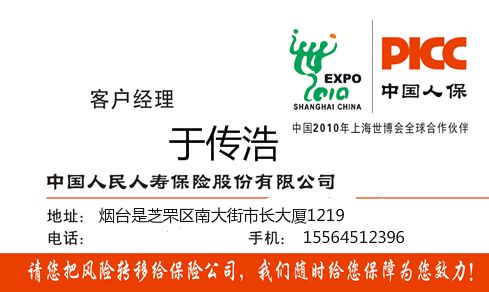 EXPO
2010
SHANGHAI CHINA
PICC
中国人保
中国2010年上海世博会全球合作伙伴
客户经理
于传浩
中国人民人寿保险股份有限公司
地址： 烟台是芝罘区南大街市长大厦1219
电话： 手机： 15564512396
请您把风险转移给保险公司，我们随时给您保障为您致力！